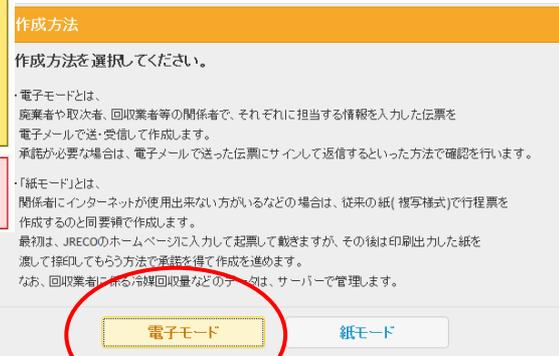 作成方法
作成方法を選択してください。
・電子モードとは、
廃棄者や取次者、回収業者等の関係者で、それぞれに担当する情報を入力した伝票を
電子メールで送・受信して作成します。
承諾が必要な場合は、電子メールで送った伝票にサインして返信するといった方法で確認を行います。
・「紙モード」とは、
関係者にインターネットが使用出来ない方がいるなどの場合は、従来の紙( 複写様式)で行程票を
作成するのと同要領で作成します。
最初は、JRECOのホームページに入力して起票して戴きますが、その後は印刷出力した紙を
渡して捺印してもらう方法で承諾を得て作成を進めます。
なお、回収業者に係る冷媒回収量などのデータは、サーバーで管理します。
電子モード
紙モード